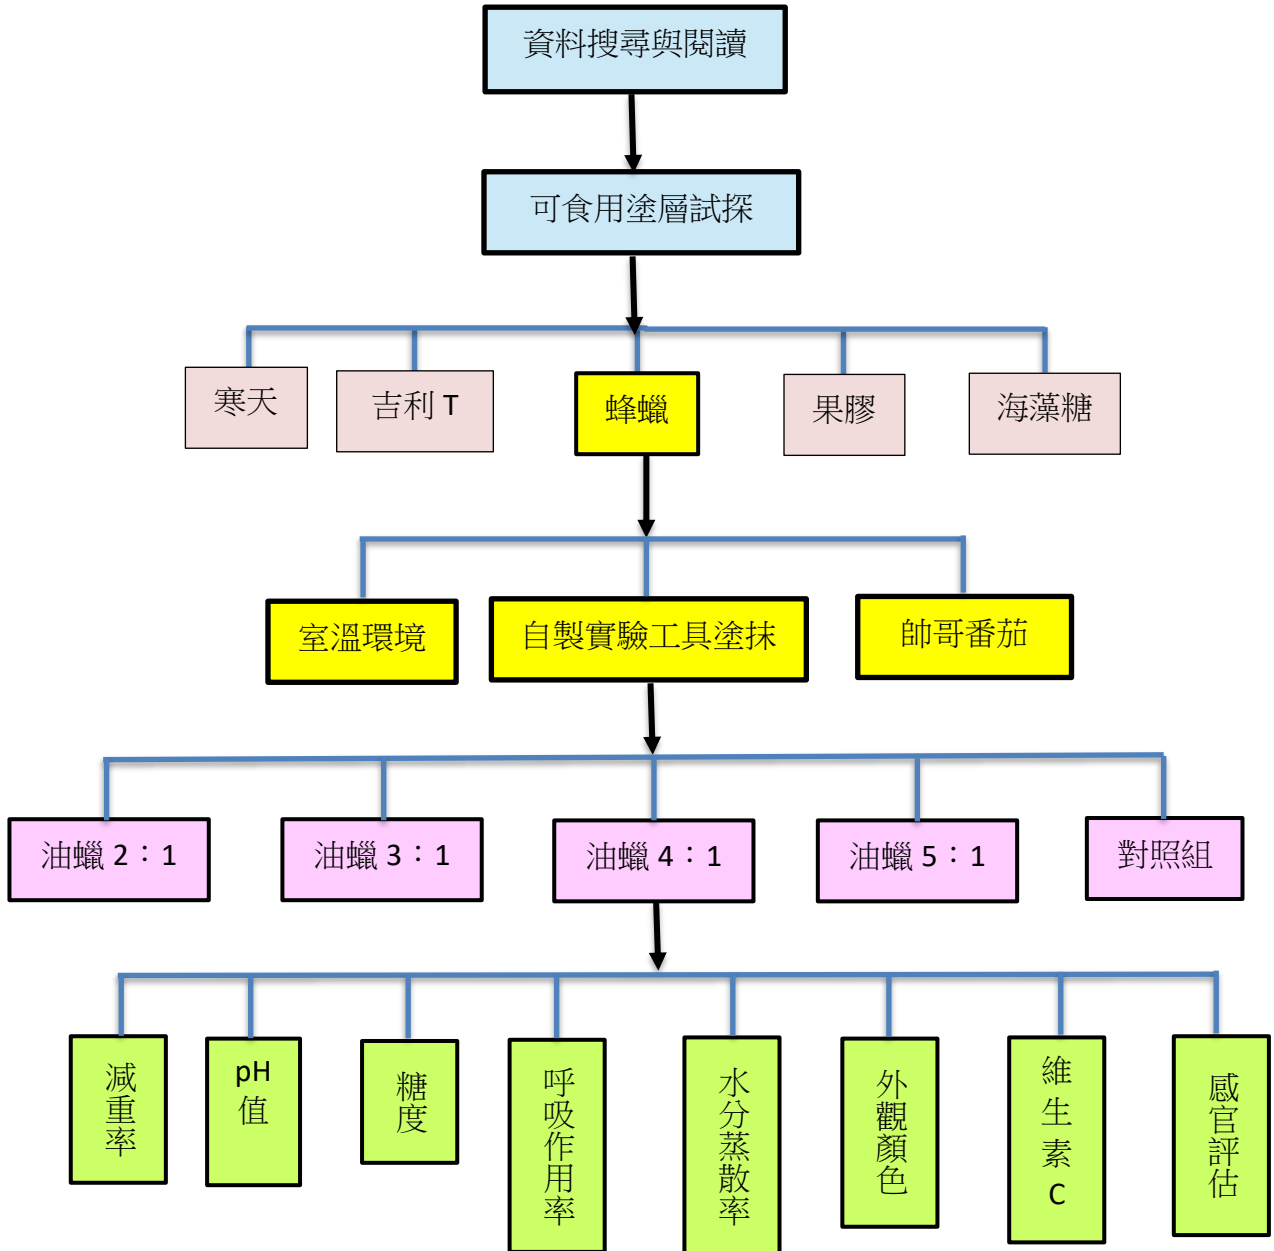 資料搜尋與閱讀
可食用塗層試探
寒天
吉利 T
蜂蠟
果膠
海藻糖
室溫環境
自製實驗工具塗抹
帥哥番茄
油蠟 2：1
油蠟 3：1
油蠟 4：1
油蠟 5：1
對照組
減重率
pH
值
糖度
呼吸作用率
水分蒸散率
外觀顏色
維生素C
感官評估